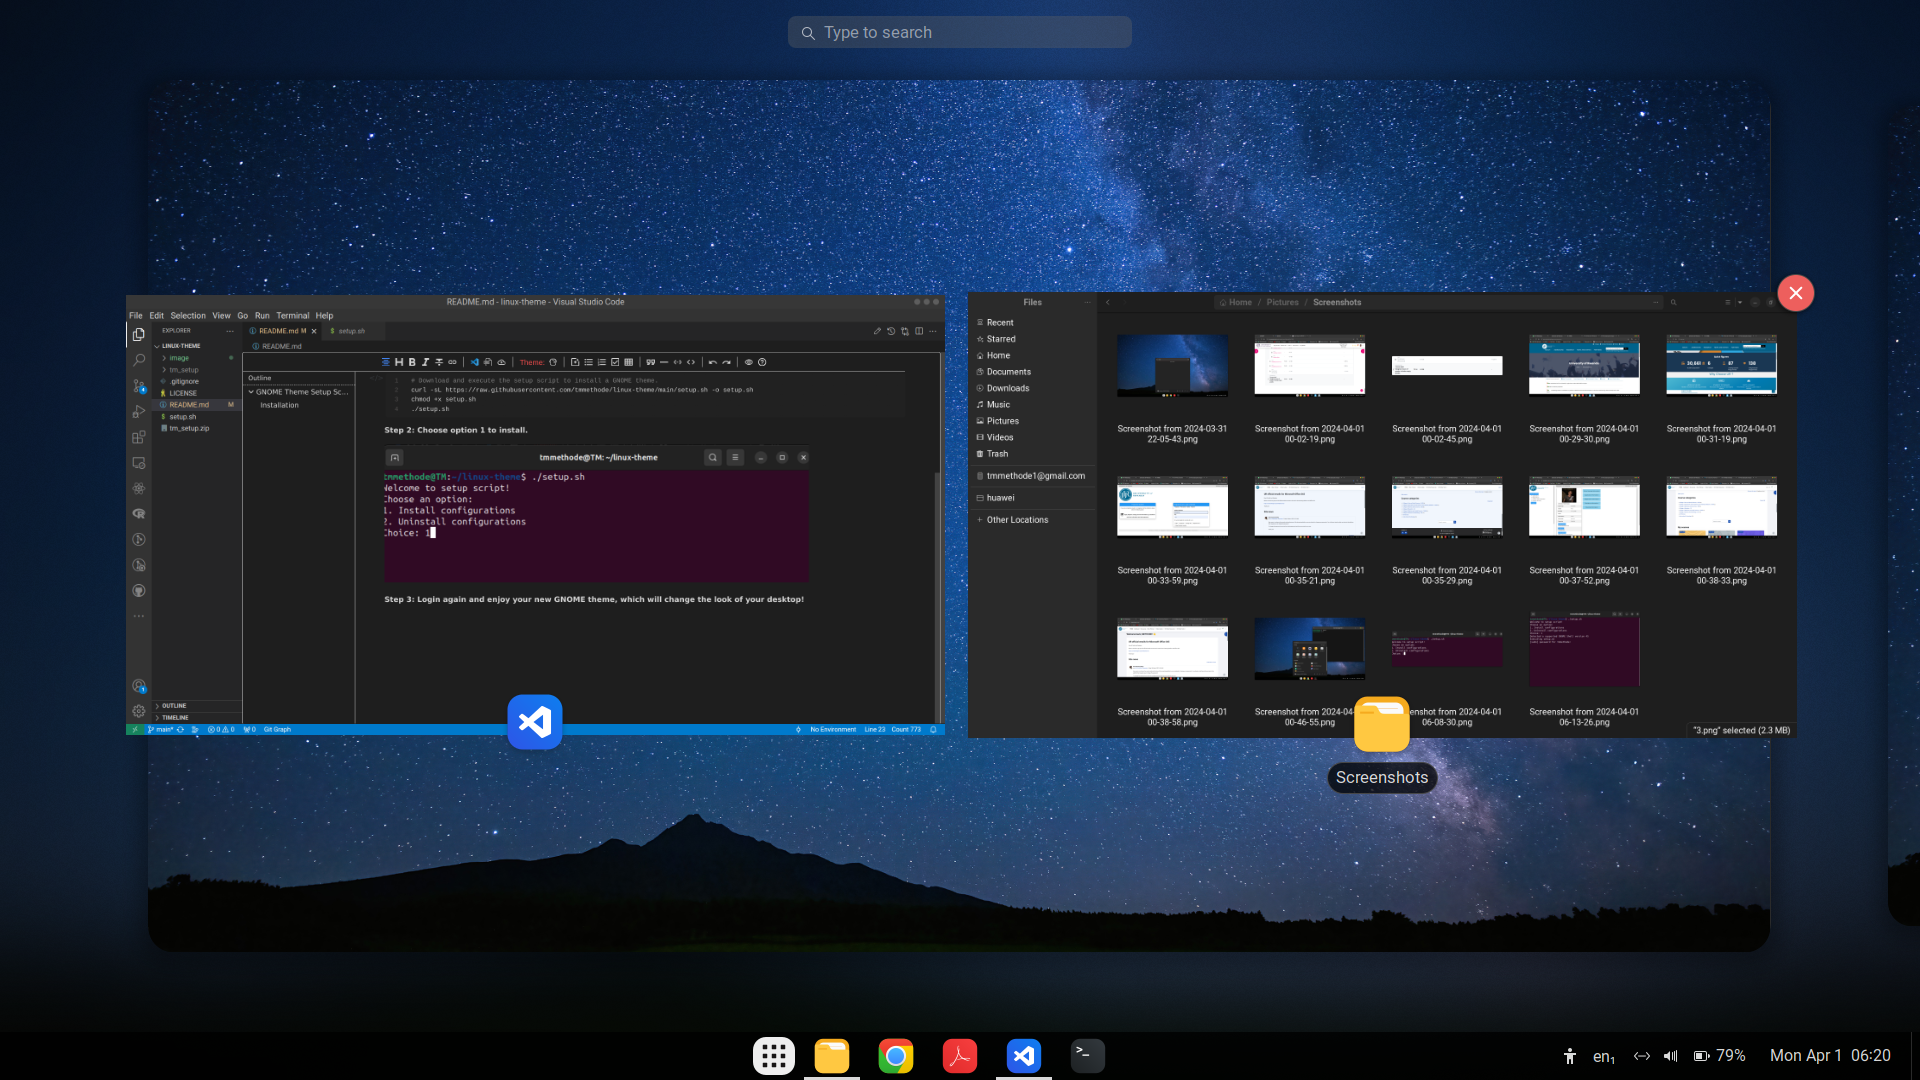 Type to search
README.md - linux-theme - Visual Studio Code
File Edit Selection View Go Run Terminal Help
EXPLORER
README.md M
setup.sh
LINUX-THEME
README.md
image
tm_setup
.gitignore
LICENSE
README.md M
setup.sh
tm_setup.zip
Theme:
Outline
GNOME Theme Setup Sc...
Installation
1 # Download and execute the setup script to install a GNOME theme.
2 curl -sL https://raw.githubusercontent.com/tmmethode/linux-theme/main/setup.sh -o setup.sh
3 chmod +x setup.sh
4 ./setup.sh
Step 2: Choose option 1 to install.
tmmethode@TM: ~/linux-theme
tmmethode@TM:~/linux-theme$ ./setup.sh
Welcome to setup script!
Choose an option:
1. Install configurations
2. Uninstall configurations
Choice: 1
Step 3: Login again and enjoy your new GNOME theme, which will change the look of your desktop!
OUTLINE
TIMELINE
main* 0 0 0 Git Graph
No Environment Line 23 Count 773
Files
Home / Pictures / Screenshots
Recent
Starred
Home
Documents
Downloads
Music
Pictures
Videos
Trash
tmmethode1@gmail.com
huawei
Other Locations
Screenshot from 2024-03-31 22-05-43.png
Screenshot from 2024-04-01 00-02-19.png
Screenshot from 2024-04-01 00-02-45.png
Screenshot from 2024-04-01 00-29-30.png
Screenshot from 2024-04-01 00-31-19.png
Screenshot from 2024-04-01 00-33-59.png
Screenshot from 2024-04-01 00-35-21.png
Screenshot from 2024-04-01 00-35-29.png
Screenshot from 2024-04-01 00-37-52.png
Screenshot from 2024-04-01 00-38-33.png
Screenshot from 2024-04-01 00-38-58.png
Screenshot from 2024-04- 00-46-55.png
enshot from 2024-04-01 06-08-30.png
Screenshot from 2024-04-01 06-13-26.png
"3.png" selected (2.3 MB)
Screenshots
en₁
79%
Mon Apr 1 06:20